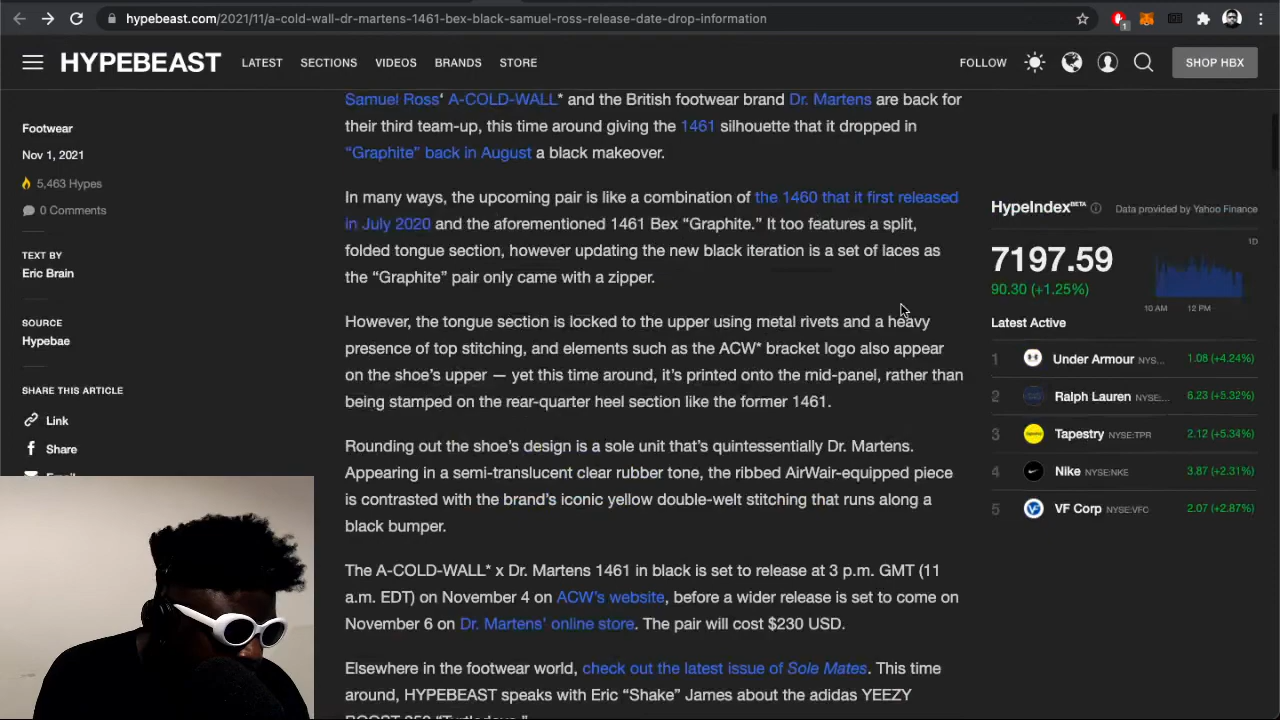 hypebeast.com/2021/11/a-cold-wall-dr-martens-1461-bex-black-samuel-ross-release-date-drop-information
1
HYPEBEAST
LATEST
SECTIONS
VIDEOS
BRANDS
STORE
FOLLOW
SHOP HBX
Footwear
Nov 1, 2021
5,463 Hypes
0 Comments
TEXT BY
Eric Brain
SOURCE
Hypebae
SHARE THIS ARTICLE
Link
Share
Samuel Ross‘ A-COLD-WALL* and the British footwear brand Dr. Martens are back for
their third team-up, this time around giving the 1461 silhouette that it dropped in
“Graphite” back in August a black makeover.
In many ways, the upcoming pair is like a combination of the 1460 that it first released
in July 2020 and the aforementioned 1461 Bex “Graphite.” It too features a split,
folded tongue section, however updating the new black iteration is a set of laces as
the “Graphite” pair only came with a zipper.
However, the tongue section is locked to the upper using metal rivets and a heavy
presence of top stitching, and elements such as the ACW* bracket logo also appear
on the shoe’s upper — yet this time around, it’s printed onto the mid-panel, rather than
being stamped on the rear-quarter heel section like the former 1461.
Rounding out the shoe’s design is a sole unit that’s quintessentially Dr. Martens.
Appearing in a semi-translucent clear rubber tone, the ribbed AirWair-equipped piece
is contrasted with the brand’s iconic yellow double-welt stitching that runs along a
black bumper.
The A-COLD-WALL* x Dr. Martens 1461 in black is set to release at 3 p.m. GMT (11
a.m. EDT) on November 4 on ACW’s website, before a wider release is set to come on
November 6 on Dr. Martens’ online store. The pair will cost $230 USD.
Elsewhere in the footwear world, check out the latest issue of Sole Mates. This time
around, HYPEBEAST speaks with Eric “Shake” James about the adidas YEEZY
HypeIndex BETA
Data provided by Yahoo Finance
1D
7197.59
90.30 (+1.25%)
10 AM 12 PM
Latest Active
1 Under Armour NYS... 1.08 (+4.24%)
2 Ralph Lauren NYSE:... 6.23 (+5.32%)
3 Tapestry NYSE:TPR 2.12 (+5.34%)
4 Nike NYSE:NKE 3.87 (+2.31%)
5 VF Corp NYSE:VFC 2.07 (+2.87%)